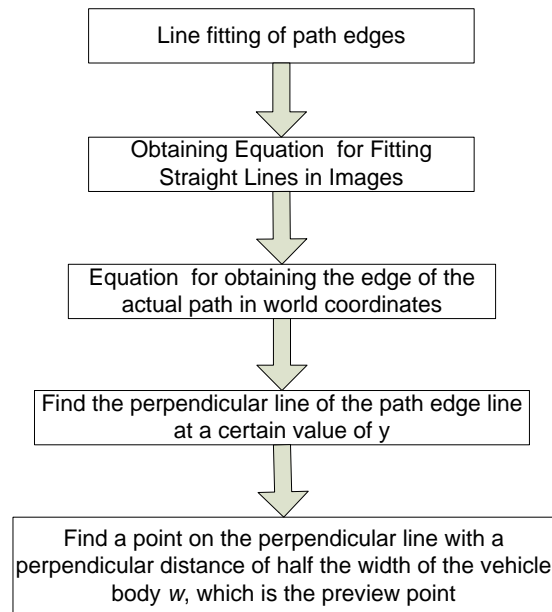 Line fitting of path edges
Obtaining Equation  for Fitting
Straight Lines in Images
Equation  for obtaining the edge of the
actual path in world coordinates
Find the perpendicular line of the path edge line
at a certain value of y
Find a point on the perpendicular line with a
perpendicular distance of half the width of the vehicle
body w, which is the preview point